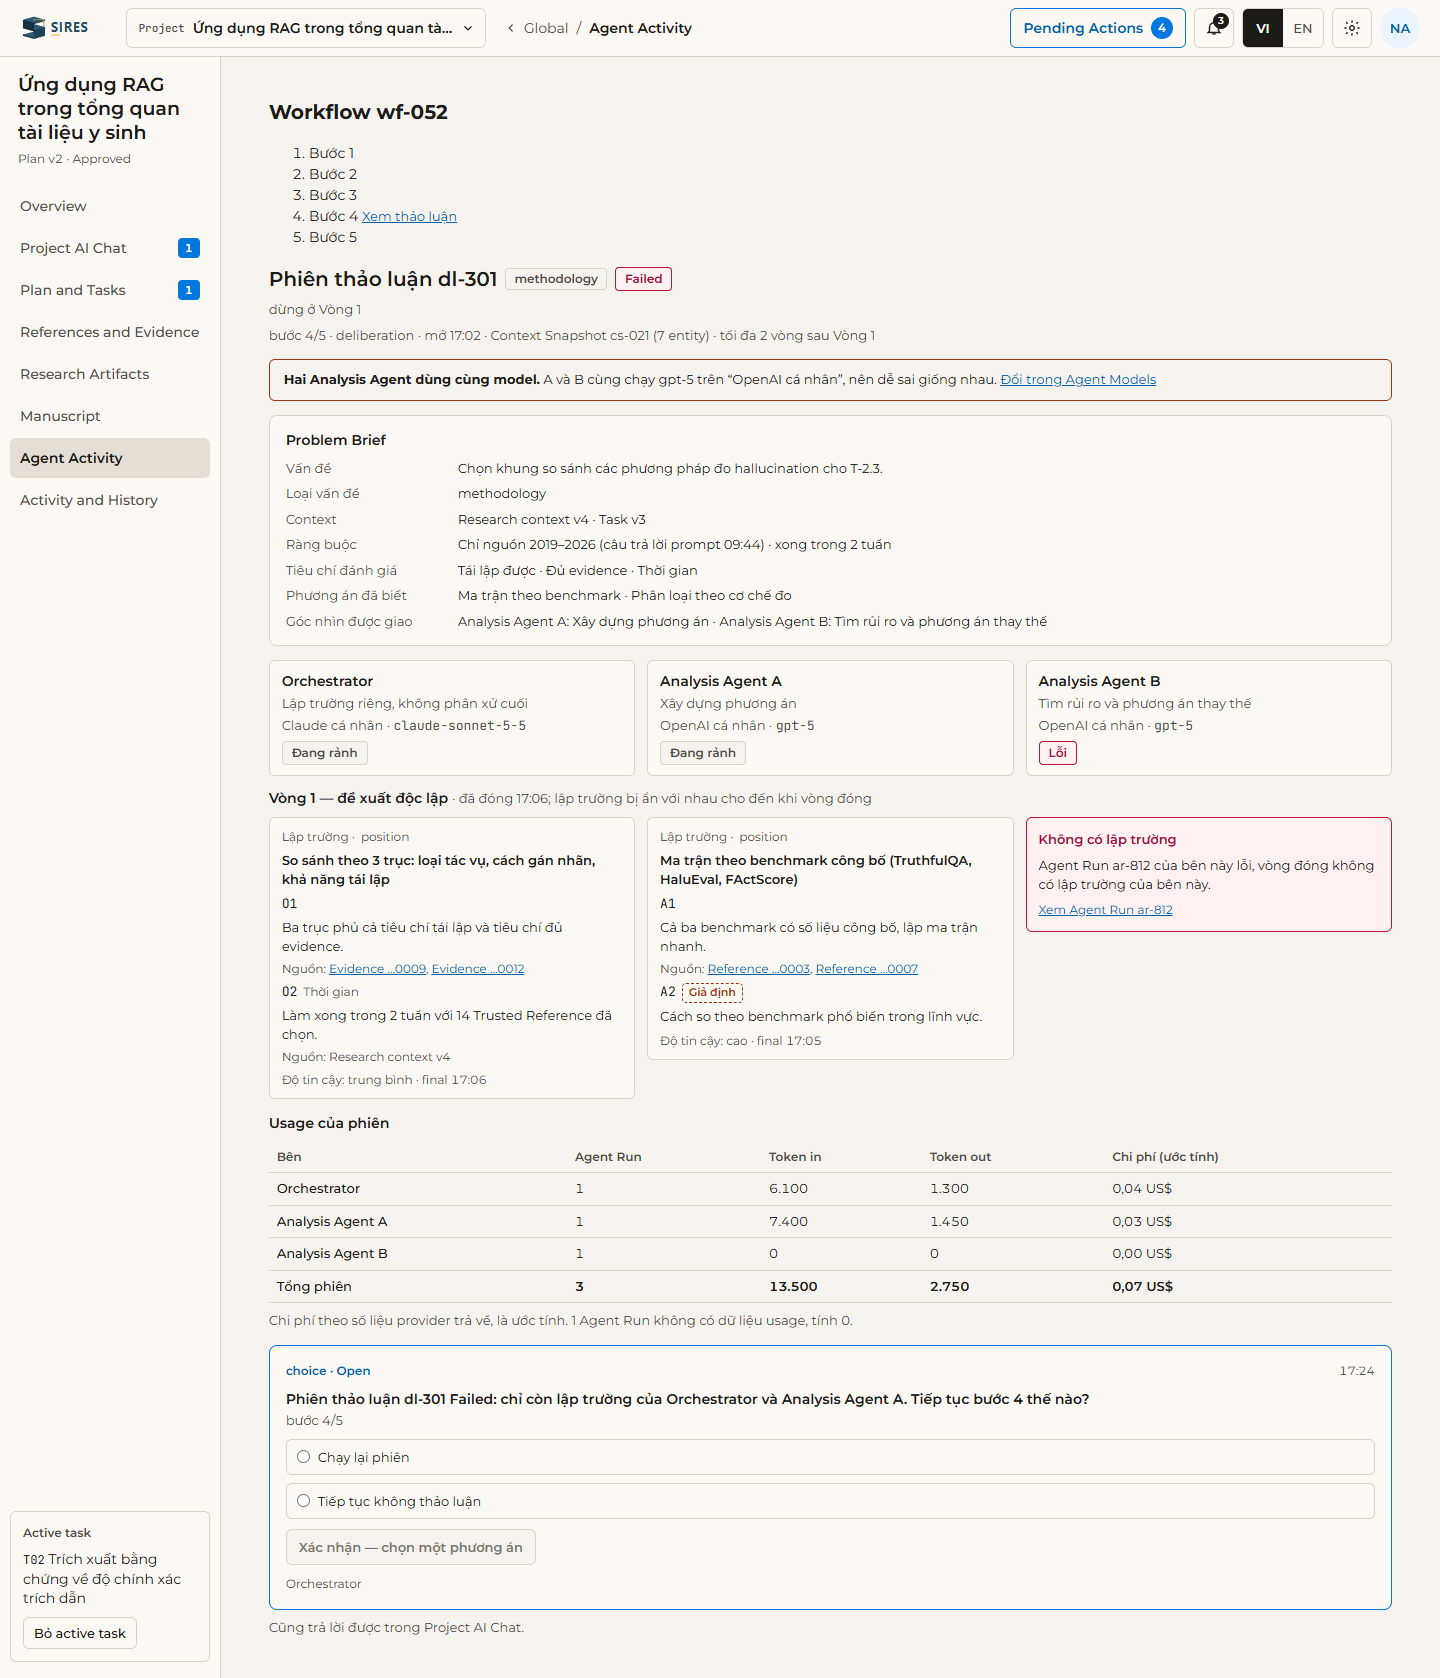 SIRES
Project Ứng dụng RAG trong tổng quan tà...
Global / Agent Activity
Pending Actions 4
3
VI EN
NA
Ứng dụng RAG
trong tổng quan
tài liệu y sinh
Plan v2 · Approved
Overview
Project AI Chat 1
Plan and Tasks 1
References and Evidence
Research Artifacts
Manuscript
Agent Activity
Activity and History
Active task
T02 Trích xuất bằng
chứng về độ chính xác
trích dẫn
Bỏ active task
Workflow wf-052
1. Bước 1
2. Bước 2
3. Bước 3
4. Bước 4 Xem thảo luận
5. Bước 5
Phiên thảo luận dl-301 methodology Failed
dừng ở Vòng 1
bước 4/5 · deliberation · mở 17:02 · Context Snapshot cs-021 (7 entity) · tối đa 2 vòng sau Vòng 1
Hai Analysis Agent dùng cùng model. A và B cùng chạy gpt-5 trên “OpenAI cá nhân”, nên dễ sai giống nhau. Đổi trong Agent Models
Problem Brief
Vấn đề Chọn khung so sánh các phương pháp đo hallucination cho T-2.3.
Loại vấn đề methodology
Context Research context v4 · Task v3
Ràng buộc Chỉ nguồn 2019–2026 (câu trả lời prompt 09:44) · xong trong 2 tuần
Tiêu chí đánh giá Tái lập được · Đủ evidence · Thời gian
Phương án đã biết Ma trận theo benchmark · Phân loại theo cơ chế đo
Góc nhìn được giao Analysis Agent A: Xây dựng phương án · Analysis Agent B: Tìm rủi ro và phương án thay thế
Orchestrator
Lập trường riêng, không phân xử cuối
Claude cá nhân · claude-sonnet-5-5
Đang rảnh
Analysis Agent A
Xây dựng phương án
OpenAI cá nhân · gpt-5
Đang rảnh
Analysis Agent B
Tìm rủi ro và phương án thay thế
OpenAI cá nhân · gpt-5
Lỗi
Vòng 1 — đề xuất độc lập · đã đóng 17:06; lập trường bị ẩn với nhau cho đến khi vòng đóng
Lập trường · position
So sánh theo 3 trục: loại tác vụ, cách gán nhãn,
khả năng tái lập
O1
Ba trục phủ cả tiêu chí tái lập và tiêu chí đủ
evidence.
Nguồn: Evidence …0009, Evidence …0012
O2 Thời gian
Làm xong trong 2 tuần với 14 Trusted Reference đã
chọn.
Nguồn: Research context v4
Độ tin cậy: trung bình · final 17:06
Lập trường · position
Ma trận theo benchmark công bố (TruthfulQA,
HaluEval, FActScore)
A1
Cả ba benchmark có số liệu công bố, lập ma trận
nhanh.
Nguồn: Reference …0003, Reference …0007
A2 Giả định
Cách so theo benchmark phổ biến trong lĩnh vực.
Độ tin cậy: cao · final 17:05
Không có lập trường
Agent Run ar-812 của bên này lỗi, vòng đóng không
có lập trường của bên này.
Xem Agent Run ar-812
Usage của phiên
Bên Agent Run Token in Token out Chi phí (ước tính)
Orchestrator 1 6.100 1.300 0,04 US$
Analysis Agent A 1 7.400 1.450 0,03 US$
Analysis Agent B 1 0 0 0,00 US$
Tổng phiên 3 13.500 2.750 0,07 US$
Chi phí theo số liệu provider trả về, là ước tính. 1 Agent Run không có dữ liệu usage, tính 0.
choice · Open 17:24
Phiên thảo luận dl-301 Failed: chỉ còn lập trường của Orchestrator và Analysis Agent A. Tiếp tục bước 4 thế nào?
bước 4/5
Chạy lại phiên
Tiếp tục không thảo luận
Xác nhận — chọn một phương án
Orchestrator
Cũng trả lời được trong Project AI Chat.